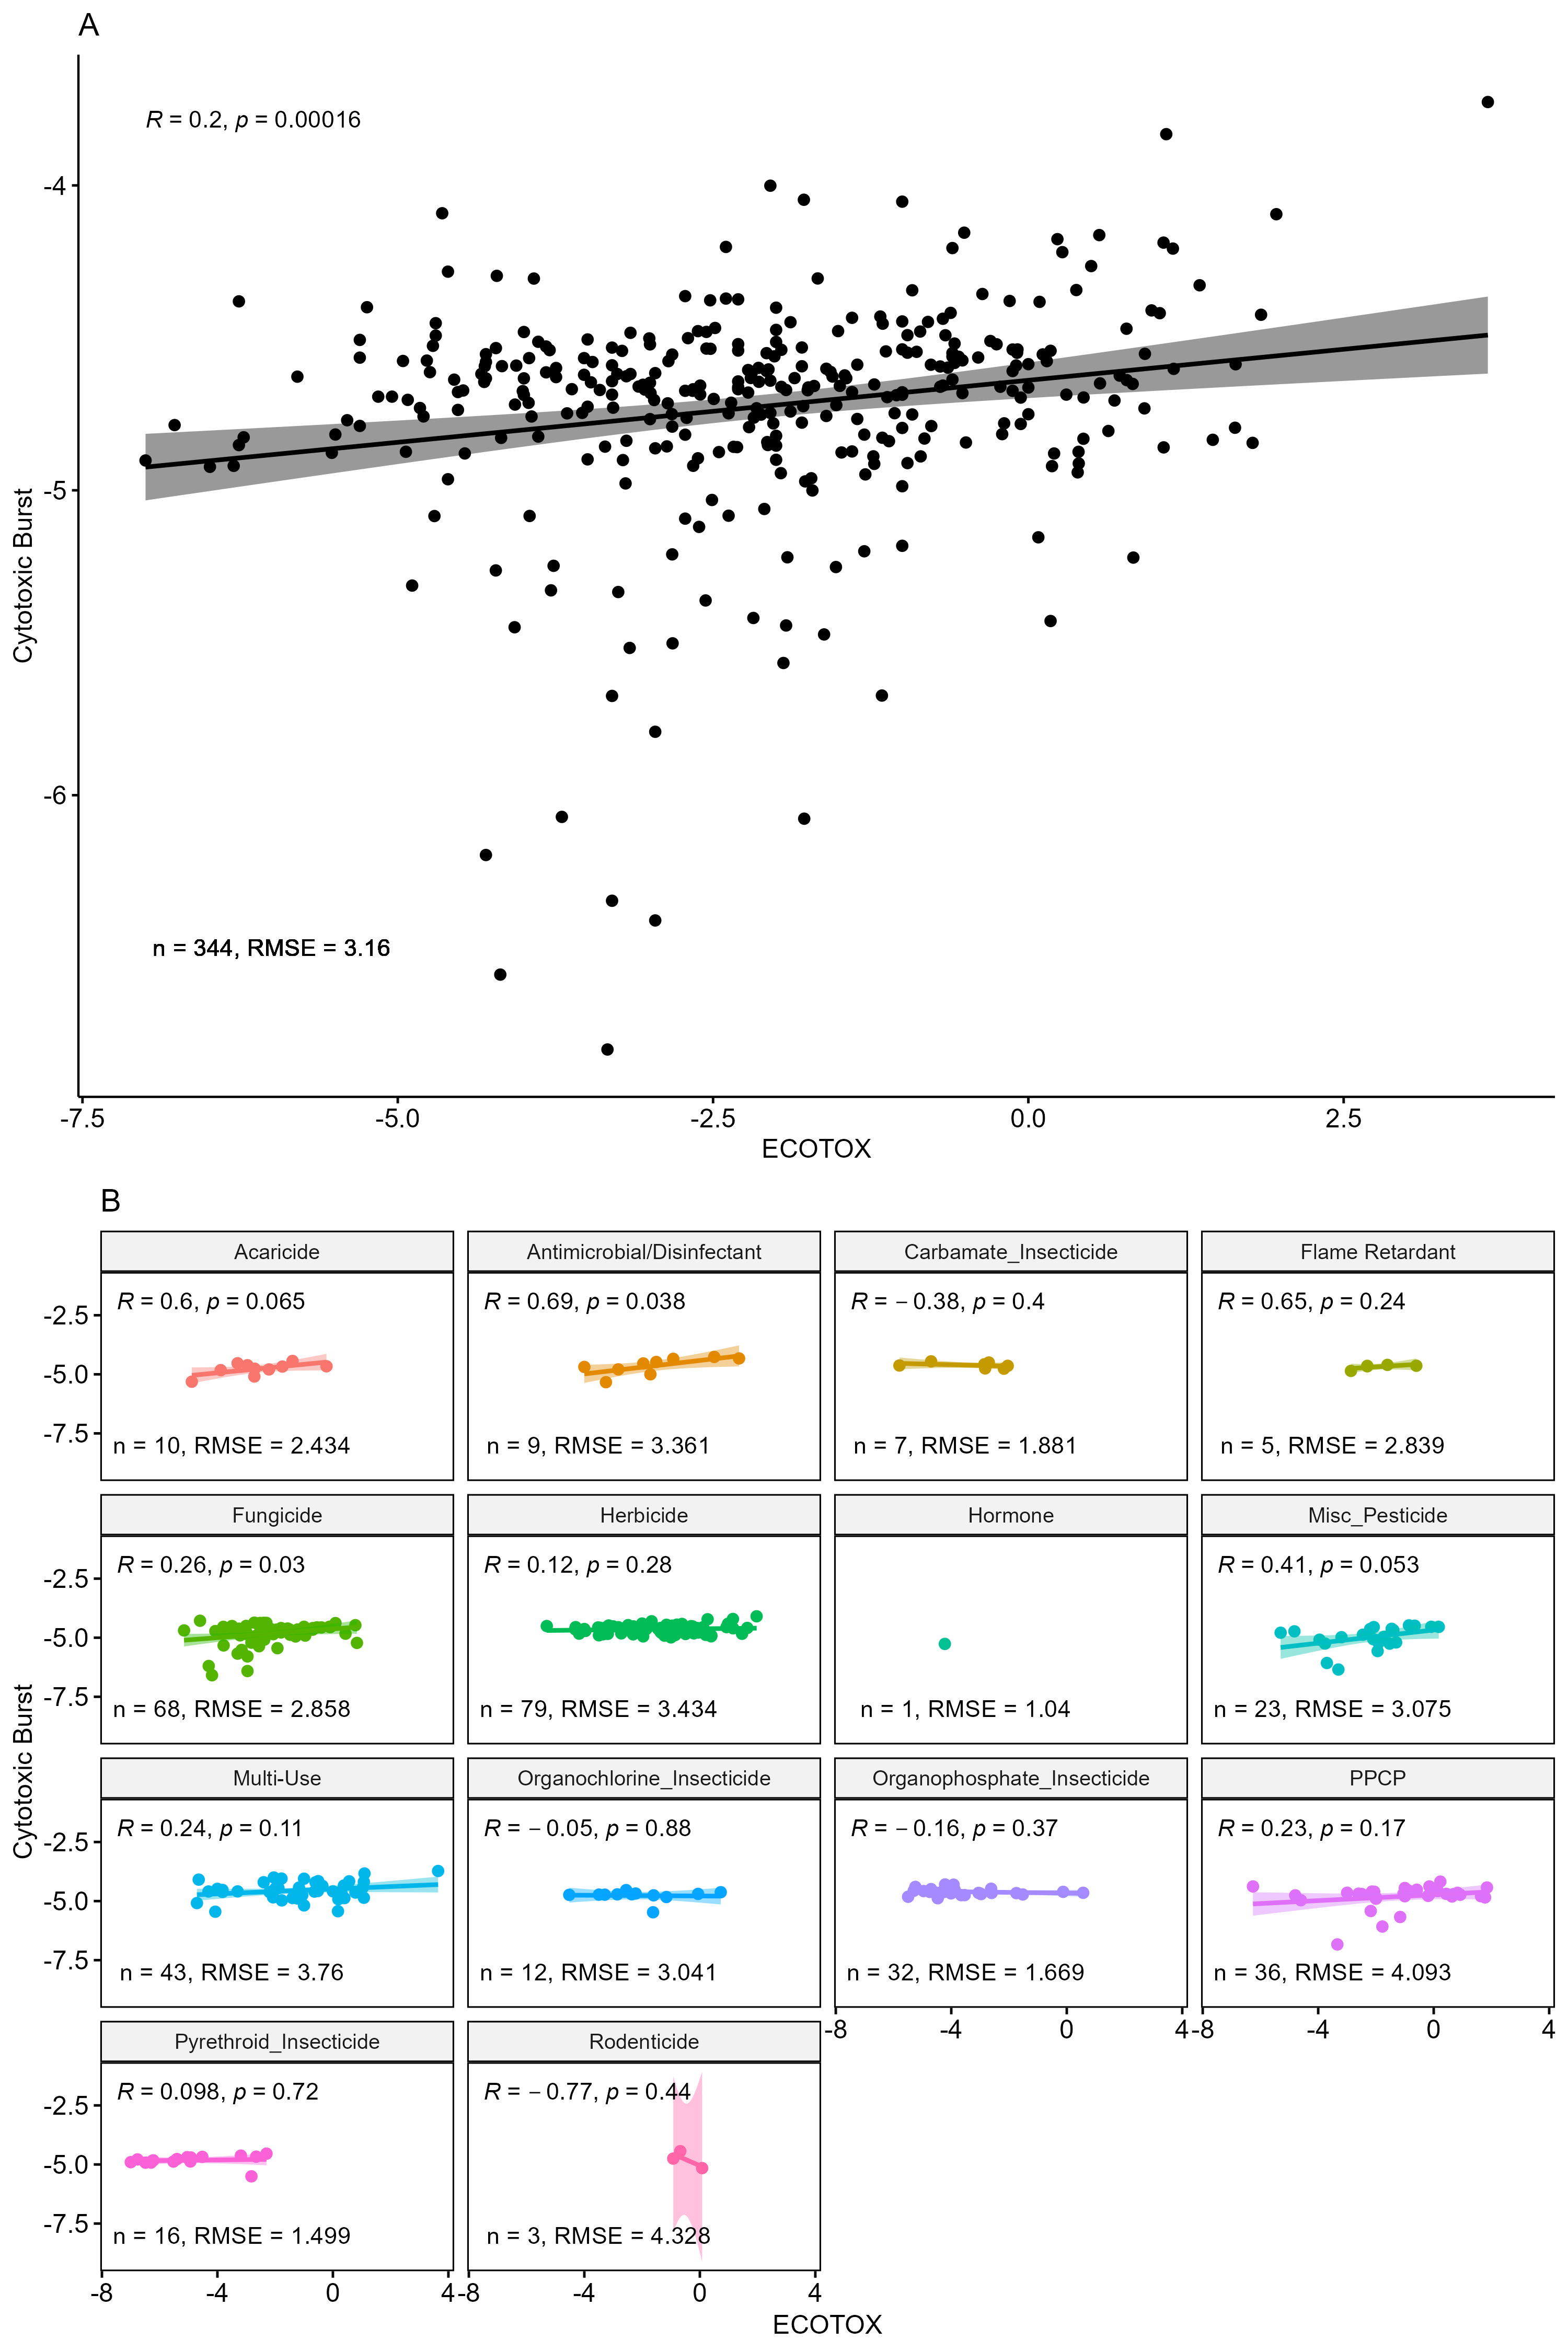 A
R = 0.2, p = 0.00016
-4
-5
-6
Cytotoxic Burst
n = 344, RMSE = 3.16
-7.5 -5.0 -2.5 0.0 2.5
ECOTOX
B
Acaricide Antimicrobial/Disinfectant Carbamate_Insecticide Flame Retardant
R = 0.6, p = 0.065 R = 0.69, p = 0.038 R = − 0.38, p = 0.4 R = 0.65, p = 0.24
-2.5
-5.0
-7.5
n = 10, RMSE = 2.434 n = 9, RMSE = 3.361 n = 7, RMSE = 1.881 n = 5, RMSE = 2.839
Fungicide Herbicide Hormone Misc_Pesticide
R = 0.26, p = 0.03 R = 0.12, p = 0.28 R = 0.41, p = 0.053
-2.5
-5.0
-7.5
n = 68, RMSE = 2.858 n = 79, RMSE = 3.434 n = 1, RMSE = 1.04 n = 23, RMSE = 3.075
Cytotoxic Burst
Multi-Use Organochlorine_Insecticide Organophosphate_Insecticide PPCP
R = 0.24, p = 0.11 R = − 0.05, p = 0.88 R = − 0.16, p = 0.37 R = 0.23, p = 0.17
-2.5
-5.0
-7.5
n = 43, RMSE = 3.76 n = 12, RMSE = 3.041 n = 32, RMSE = 1.669 n = 36, RMSE = 4.093
-8 -4 0 4 -8 -4 0 4
Pyrethroid_Insecticide Rodenticide
R = 0.098, p = 0.72 R = − 0.77, p = 0.44
-2.5
-5.0
-7.5
n = 16, RMSE = 1.499 n = 3, RMSE = 4.328
-8 -4 0 4 -8 -4 0 4
ECOTOX